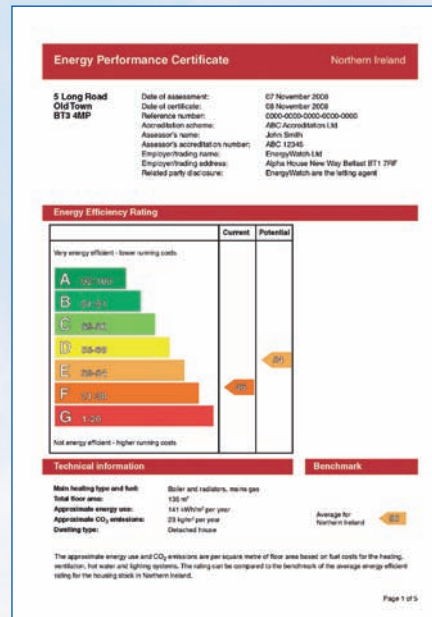 Energy Performance Certificate Northern Ireland
5 Long Road
Old Town
BT3 4MP
Date of assessment: 07 November 2008
Date of certificate: 08 November 2008
Reference number: 0000-0000-0000-0000-0000
Accreditation scheme: ABC Accreditation Ltd
Assessor's name: John Smith
Assessor's accreditation number: ABC 12345
Employer/trading name: EnergyWatch Ltd
Employer/trading address: Alpha House New Way Belfast BT1 7RF
Related party disclosure: EnergyWatch are the letting agent
Energy Efficiency Rating
Current Potential
Very energy efficient - lower running costs
A
B
C
D
E
F
G 1-20
Not energy efficient - higher running costs
Technical information
Main heating type and fuel: Boiler and radiators, mains gas
Total floor area: 135 m²
Approximate energy use: 141 kWh/m² per year
Approximate CO₂ emissions: 23 kg/m² per year
Dwelling type: Detached house
Benchmark
Average for
Northern Ireland
The approximate energy use and CO₂ emissions are per square metre of floor area based on fuel costs for the heating,
ventilation, hot water and lighting systems. The rating can be compared to the benchmark of the average energy efficient
rating for the housing stock in Northern Ireland.
Page 1 of 5